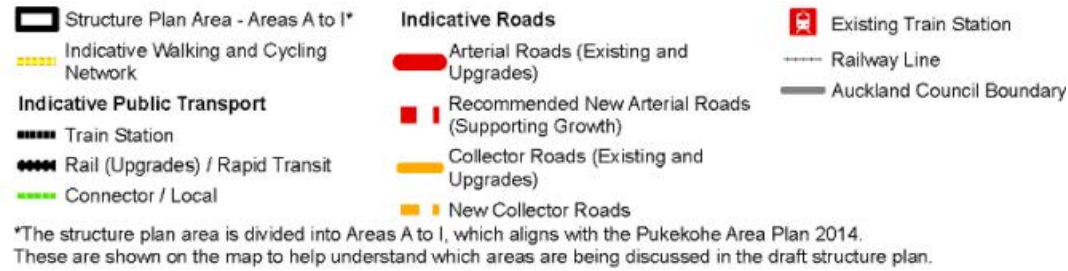 Structure Plan Area - Areas A to I*
Indicative Walking and Cycling
Network
Indicative Public Transport
Train Station
Rail (Upgrades) / Rapid Transit
Connector / Local
Indicative Roads
Arterial Roads (Existing and
Upgrades)
Recommended New Arterial Roads
(Supporting Growth)
Collector Roads (Existing and
Upgrades)
New Collector Roads
Existing Train Station
Railway Line
Auckland Council Boundary
*The structure plan area is divided into Areas A to I, which aligns with the Pukekohe Area Plan 2014.
These are shown on the map to help understand which areas are being discussed in the draft structure plan.